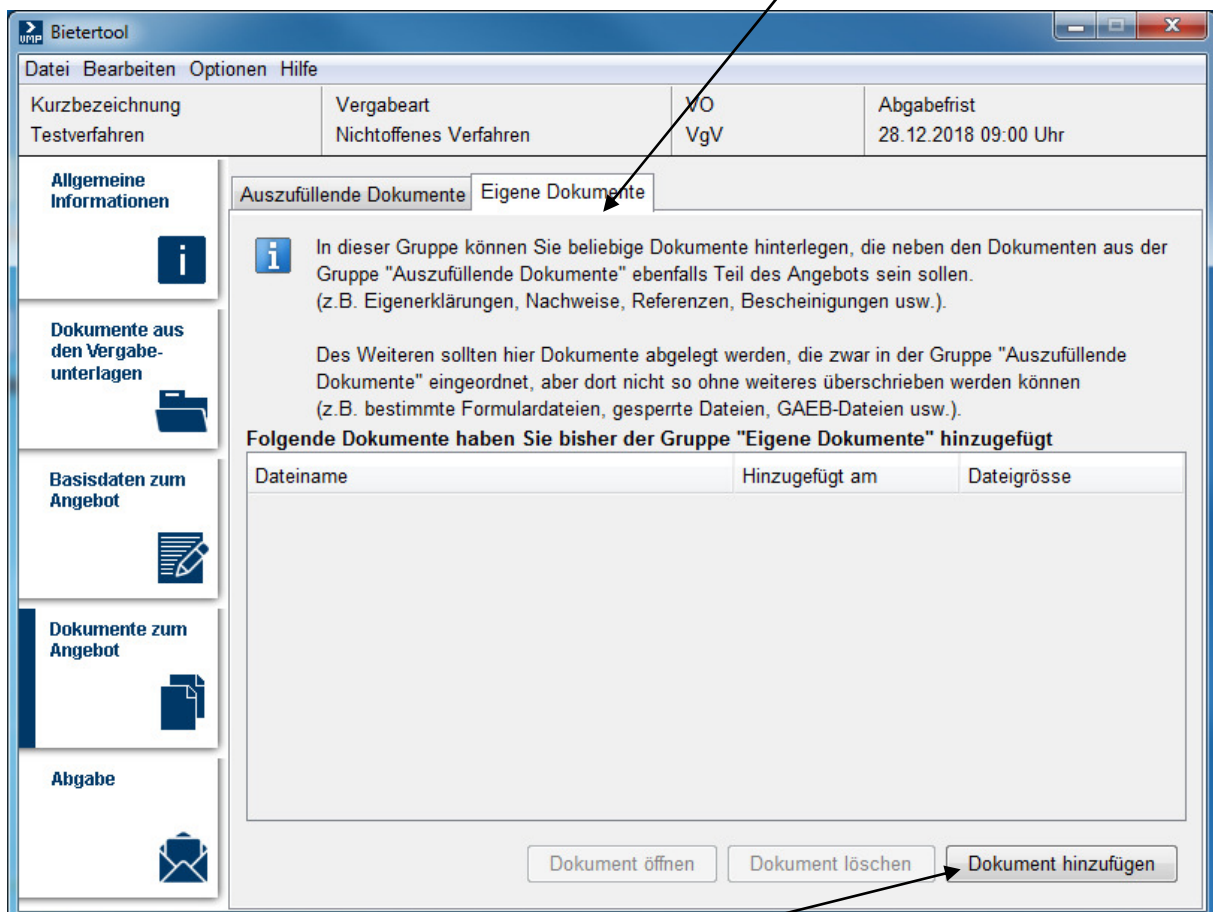 VMP Bietertool
Datei Bearbeiten Optionen Hilfe
Kurzbezeichnung Vergabeart VO Abgabefrist
Testverfahren Nichtoffenes Verfahren VgV 28.12.2018 09:00 Uhr
Allgemeine
Informationen
i
Dokumente aus
den Vergabe-
unterlagen
Basisdaten zum
Angebot
Dokumente zum
Angebot
Abgabe
Auszufüllende Dokumente Eigene Dokumente
i
In dieser Gruppe können Sie beliebige Dokumente hinterlegen, die neben den Dokumenten aus der
Gruppe "Auszufüllende Dokumente" ebenfalls Teil des Angebots sein sollen.
(z.B. Eigenerklärungen, Nachweise, Referenzen, Bescheinigungen usw.).
Des Weiteren sollten hier Dokumente abgelegt werden, die zwar in der Gruppe "Auszufüllende
Dokumente" eingeordnet, aber dort nicht so ohne weiteres überschrieben werden können
(z.B. bestimmte Formulardateien, gesperrte Dateien, GAEB-Dateien usw.).
Folgende Dokumente haben Sie bisher der Gruppe "Eigene Dokumente" hinzugefügt
Dateiname Hinzugefügt am Dateigrösse
Dokument öffnen Dokument löschen Dokument hinzufügen